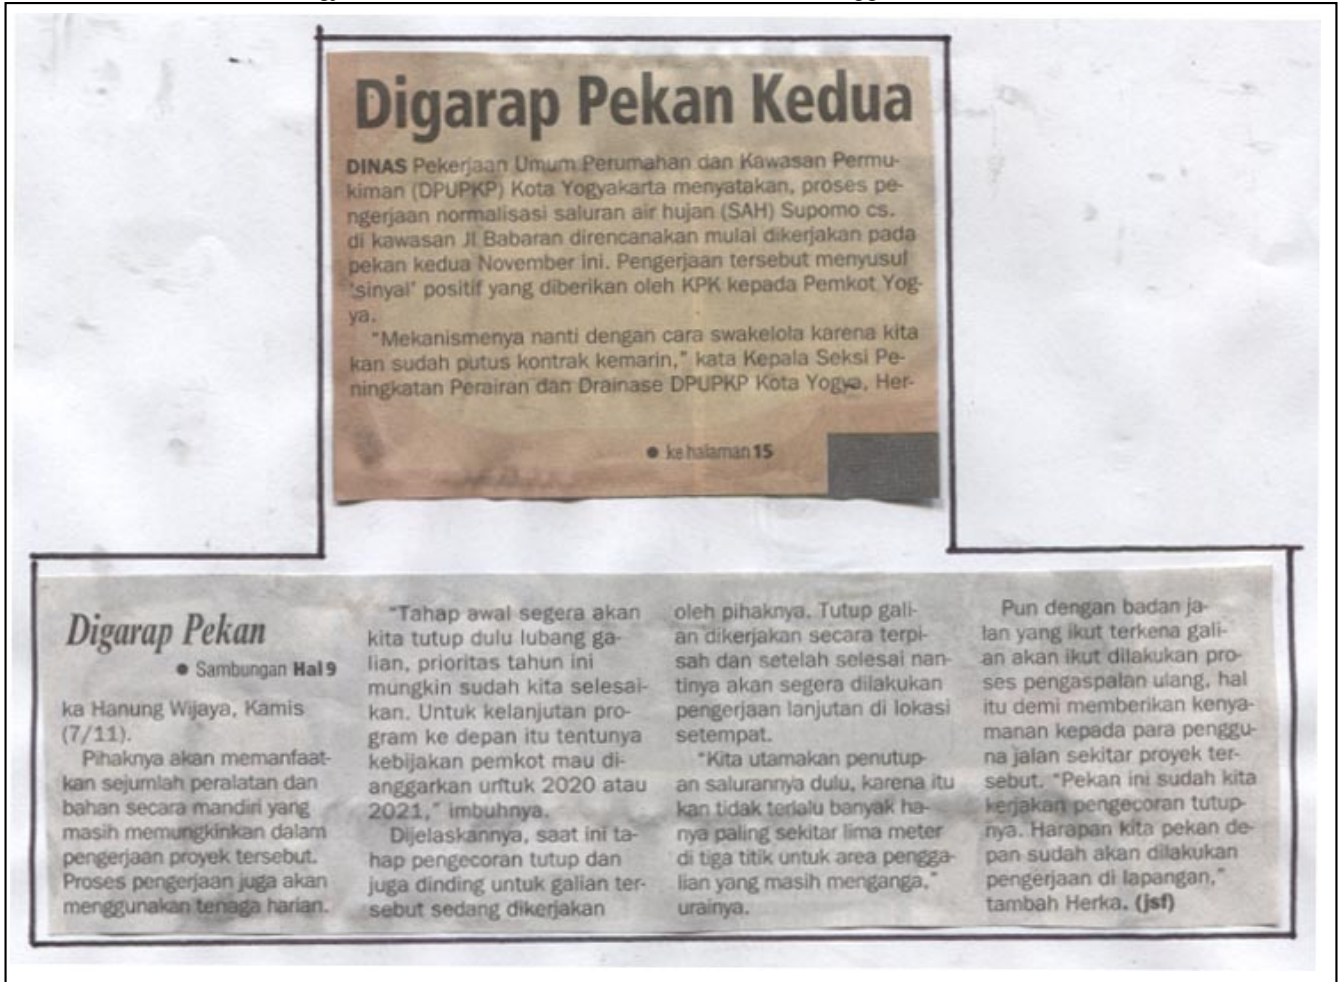 Digarap Pekan Kedua
DINAS Pekerjaan Umum Perumahan dan Kawasan Permu-
kiman (DPUPKP) Kota Yogyakarta menyatakan, proses pe-
ngerjaan normalisasi saluran air hujan (SAH) Supomo cs.
di kawasan Jl Babaran direncanakan mulai dikerjakan pada
pekan kedua November ini. Pengerjaan tersebut menyusul
'sinyal' positif yang diberikan oleh KPK kepada Pemkot Yog-
ya.
"Mekanismenya nanti dengan cara swakelola karena kita
kan sudah putus kontrak kemarin," kata Kepala Seksi Pe-
ningkatan Perairan dan Drainase DPUPKP Kota Yogya, Her-
● ke halaman 15
Digarap Pekan
● Sambungan Hal 9
ka Hanung Wijaya, Kamis
(7/11).
Pihaknya akan memanfaat-
kan sejumlah peralatan dan
bahan secara mandiri yang
masih memungkinkan dalam
pengerjaan proyek tersebut.
Proses pengerjaan juga akan
menggunakan tenaga harian.
"Tahap awal segera akan
kita tutup dulu lubang ga-
lian, prioritas tahun ini
mungkin sudah kita selesai-
kan. Untuk kelanjutan pro-
gram ke depan itu tentunya
kebijakan pemkot mau di-
anggarkan untuk 2020 atau
2021," imbuhnya.
Dijelaskannya, saat ini ta-
hap pengecoran tutup dan
juga dinding untuk galian ter-
sebut sedang dikerjakan
oleh pihaknya. Tutup gali-
an dikerjakan secara terpi-
sah dan setelah selesai nan-
tinya akan segera dilakukan
pengerjaan lanjutan di lokasi
setempat.
"Kita utamakan penutup-
an salurannya dulu, karena itu
kan tidak terlalu banyak ha-
nya paling sekitar lima meter
di tiga titik untuk area pengga-
lian yang masih menganga,"
urainya.
Pun dengan badan ja-
lan yang ikut terkena gali-
an akan ikut dilakukan pro-
ses pengaspalan ulang, hal
itu demi memberikan kenya-
manan kepada para penggu-
na jalan sekitar proyek ter-
sebut. "Pekan ini sudah kita
kerjakan pengecoran tutup-
nya. Harapan kita pekan de-
pan sudah akan dilakukan
pengerjaan di lapangan,"
tambah Herka. (jsf)